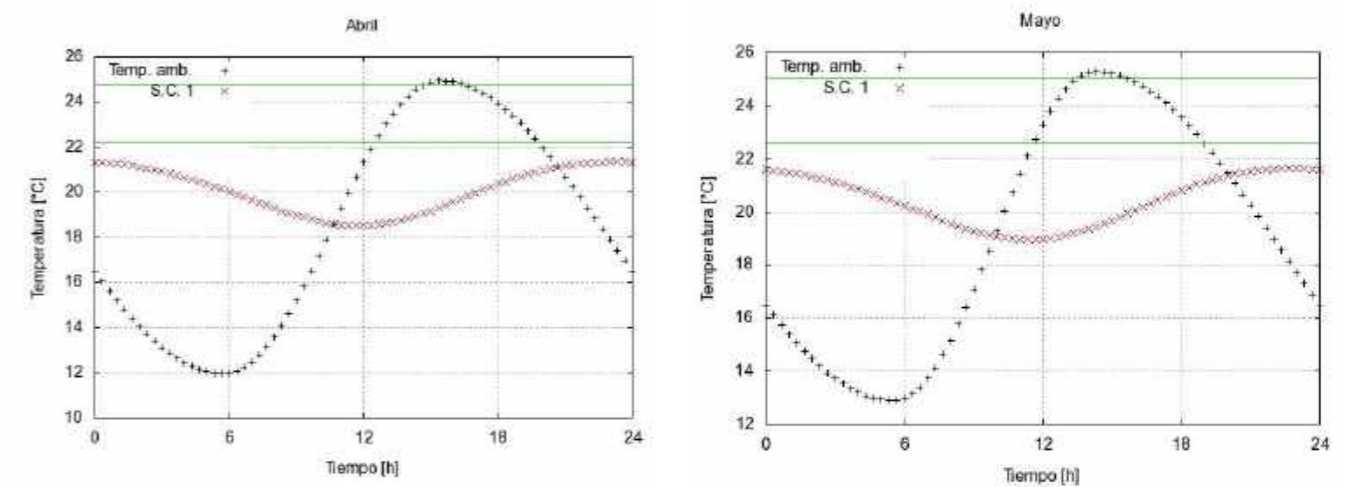 Abril
26
24
22
20
18
16
14
12
10
Temperatura [°C]
Temp. amb. +
S.C. 1 ×
0 6 12 18 24
Tiempo [h]
Mayo
26
24
22
20
18
16
14
12
Temperatura [°C]
Temp. amb. +
S.C. 1 ×
0 6 12 18 24
Tiempo [h]